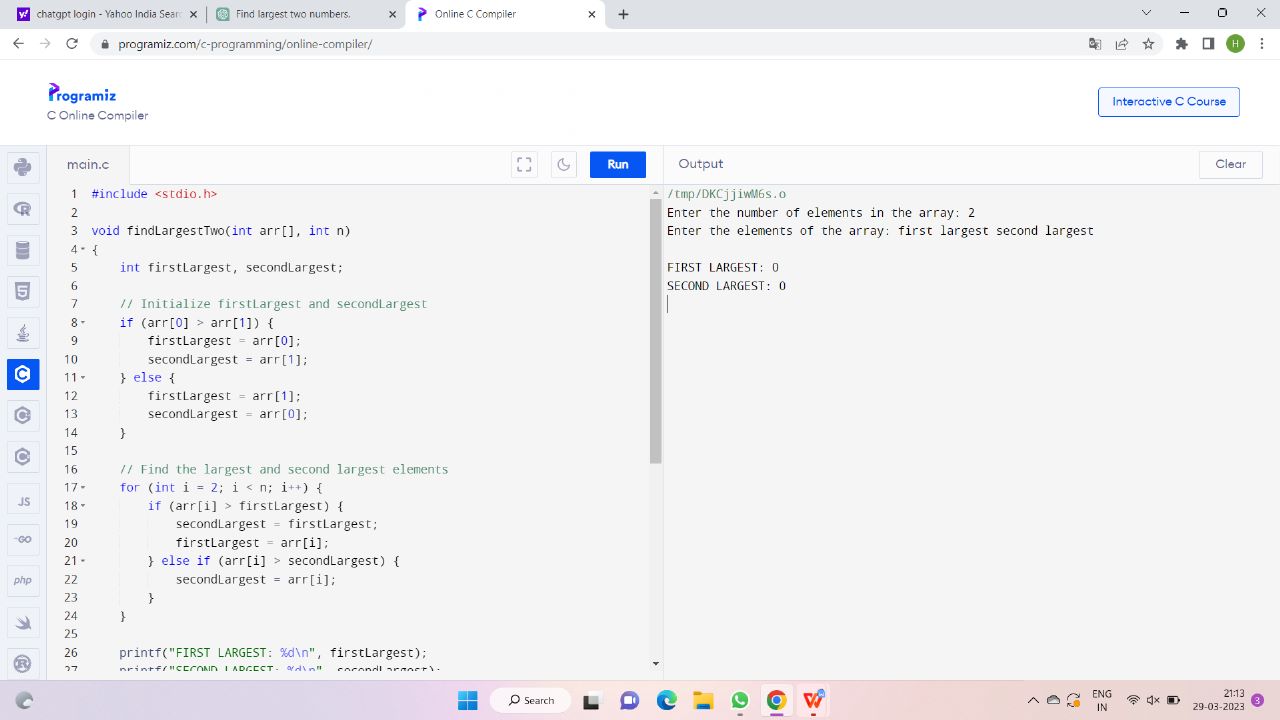 chatgpt login - Yahoo India Sear
Find largest two numbers.
Online C Compiler
programiz.com/c-programming/online-compiler/
H
Programiz
C Online Compiler
Interactive C Course
main.c
Run
Output
Clear
1 #include <stdio.h>
2
3 void findLargestTwo(int arr[], int n)
4 {
5 int firstLargest, secondLargest;
6
7 // Initialize firstLargest and secondLargest
8 if (arr[0] > arr[1]) {
9 firstLargest = arr[0];
10 secondLargest = arr[1];
11 } else {
12 firstLargest = arr[1];
13 secondLargest = arr[0];
14 }
15
16 // Find the largest and second largest elements
17 for (int i = 2; i < n; i++) {
18 if (arr[i] > firstLargest) {
19 secondLargest = firstLargest;
20 firstLargest = arr[i];
21 } else if (arr[i] > secondLargest) {
22 secondLargest = arr[i];
23 }
24 }
25
26 printf("FIRST LARGEST: %d\n", firstLargest);
27 printf("SECOND LARGEST: %d\n", secondLargest);
/tmp/DKCjjiwM6s.o
Enter the number of elements in the array: 2
Enter the elements of the array: first largest second largest
FIRST LARGEST: 0
SECOND LARGEST: 0
JS
GO
php
Search
ENG
IN
21:13
29-03-2023
3